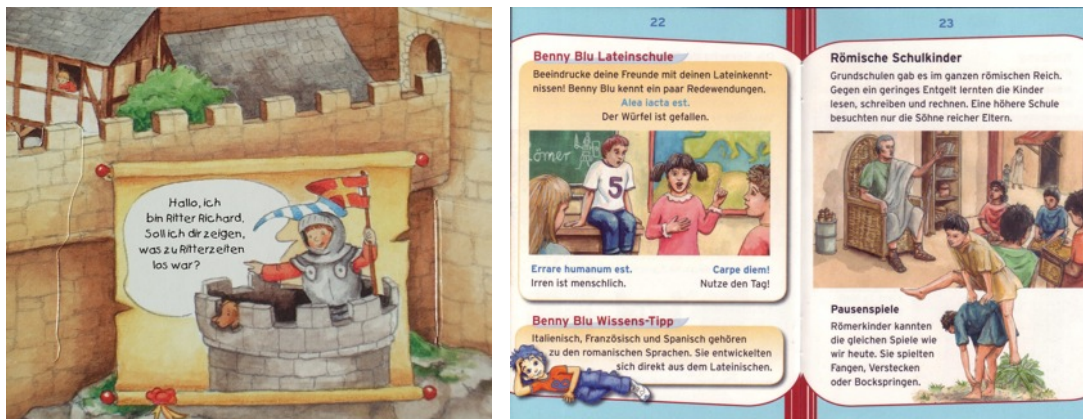 Hallo, ich
bin Ritter Richard.
Soll ich dir zeigen,
was zu Ritterzeiten
los war?
22
Benny Blu Lateinschule
Beeindrucke deine Freunde mit deinen Lateinkennt-
nissen! Benny Blu kennt ein paar Redewendungen.
Alea iacta est.
Der Würfel ist gefallen.
Römer
5
Errare humanum est.
Irren ist menschlich.
Carpe diem!
Nutze den Tag!
Benny Blu Wissens-Tipp
Italienisch, Französisch und Spanisch gehören
zu den romanischen Sprachen. Sie entwickelten
sich direkt aus dem Lateinischen.
23
Römische Schulkinder
Grundschulen gab es im ganzen römischen Reich.
Gegen ein geringes Entgelt lernten die Kinder
lesen, schreiben und rechnen. Eine höhere Schule
besuchten nur die Söhne reicher Eltern.
Pausenspiele
Römerkinder kannten
die gleichen Spiele wie
wir heute. Sie spielten
Fangen, Verstecken
oder Bockspringen.